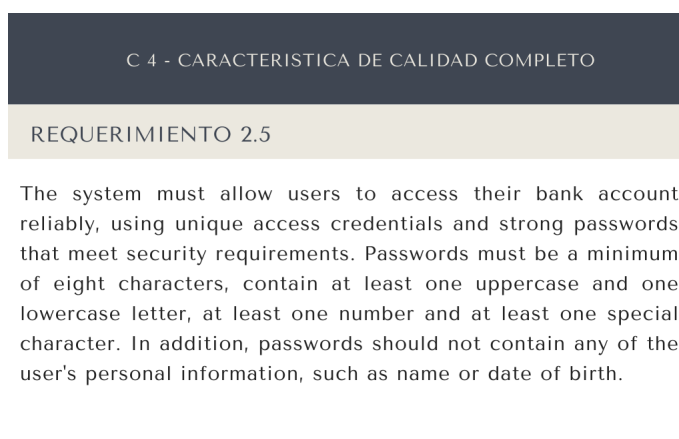 C 4 - CARACTERISTICA DE CALIDAD COMPLETO
REQUERIMIENTO 2.5
The system must allow users to access their bank account
reliably, using unique access credentials and strong passwords
that meet security requirements. Passwords must be a minimum
of eight characters, contain at least one uppercase and one
lowercase letter, at least one number and at least one special
character. In addition, passwords should not contain any of the
user's personal information, such as name or date of birth.